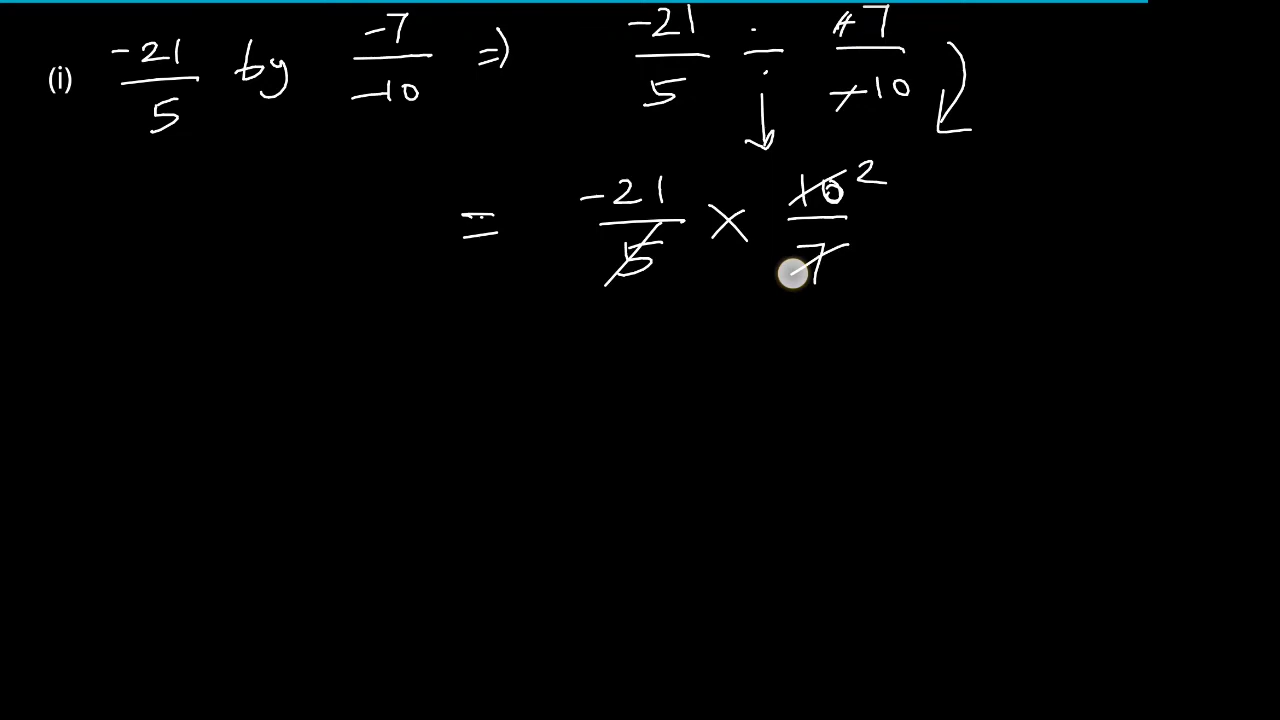 (i) -21/5 by -7/-10 ⇒ -21/5 ÷ -7/-10
= -21/5 × 10/7 2